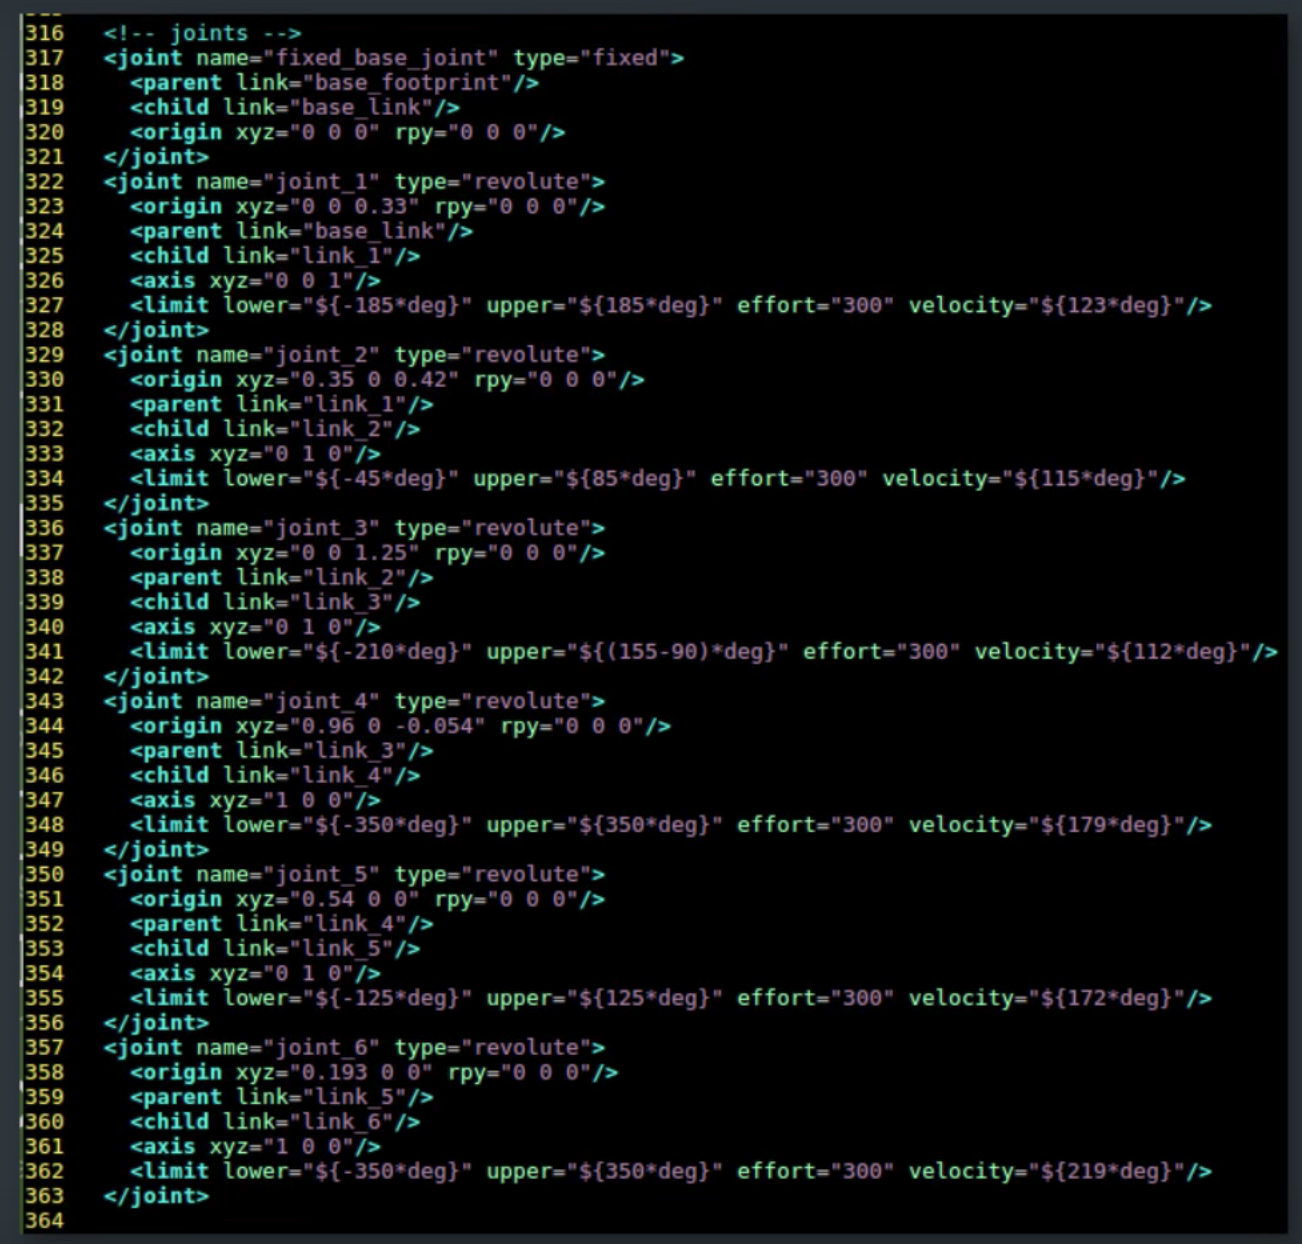 316 <!-- joints -->
317 <joint name="fixed_base_joint" type="fixed">
318 <parent link="base_footprint"/>
319 <child link="base_link"/>
320 <origin xyz="0 0 0" rpy="0 0 0"/>
321 </joint>
322 <joint name="joint_1" type="revolute">
323 <origin xyz="0 0 0.33" rpy="0 0 0"/>
324 <parent link="base_link"/>
325 <child link="link_1"/>
326 <axis xyz="0 0 1"/>
327 <limit lower="${-185*deg}" upper="${185*deg}" effort="300" velocity="${123*deg}"/>
328 </joint>
329 <joint name="joint_2" type="revolute">
330 <origin xyz="0.35 0 0.42" rpy="0 0 0"/>
331 <parent link="link_1"/>
332 <child link="link_2"/>
333 <axis xyz="0 1 0"/>
334 <limit lower="${-45*deg}" upper="${85*deg}" effort="300" velocity="${115*deg}"/>
335 </joint>
336 <joint name="joint_3" type="revolute">
337 <origin xyz="0 0 1.25" rpy="0 0 0"/>
338 <parent link="link_2"/>
339 <child link="link_3"/>
340 <axis xyz="0 1 0"/>
341 <limit lower="${-210*deg}" upper="${(155-90)*deg}" effort="300" velocity="${112*deg}"/>
342 </joint>
343 <joint name="joint_4" type="revolute">
344 <origin xyz="0.96 0 -0.054" rpy="0 0 0"/>
345 <parent link="link_3"/>
346 <child link="link_4"/>
347 <axis xyz="1 0 0"/>
348 <limit lower="${-350*deg}" upper="${350*deg}" effort="300" velocity="${179*deg}"/>
349 </joint>
350 <joint name="joint_5" type="revolute">
351 <origin xyz="0.54 0 0" rpy="0 0 0"/>
352 <parent link="link_4"/>
353 <child link="link_5"/>
354 <axis xyz="0 1 0"/>
355 <limit lower="${-125*deg}" upper="${125*deg}" effort="300" velocity="${172*deg}"/>
356 </joint>
357 <joint name="joint_6" type="revolute">
358 <origin xyz="0.193 0 0" rpy="0 0 0"/>
359 <parent link="link_5"/>
360 <child link="link_6"/>
361 <axis xyz="1 0 0"/>
362 <limit lower="${-350*deg}" upper="${350*deg}" effort="300" velocity="${219*deg}"/>
363 </joint>
364